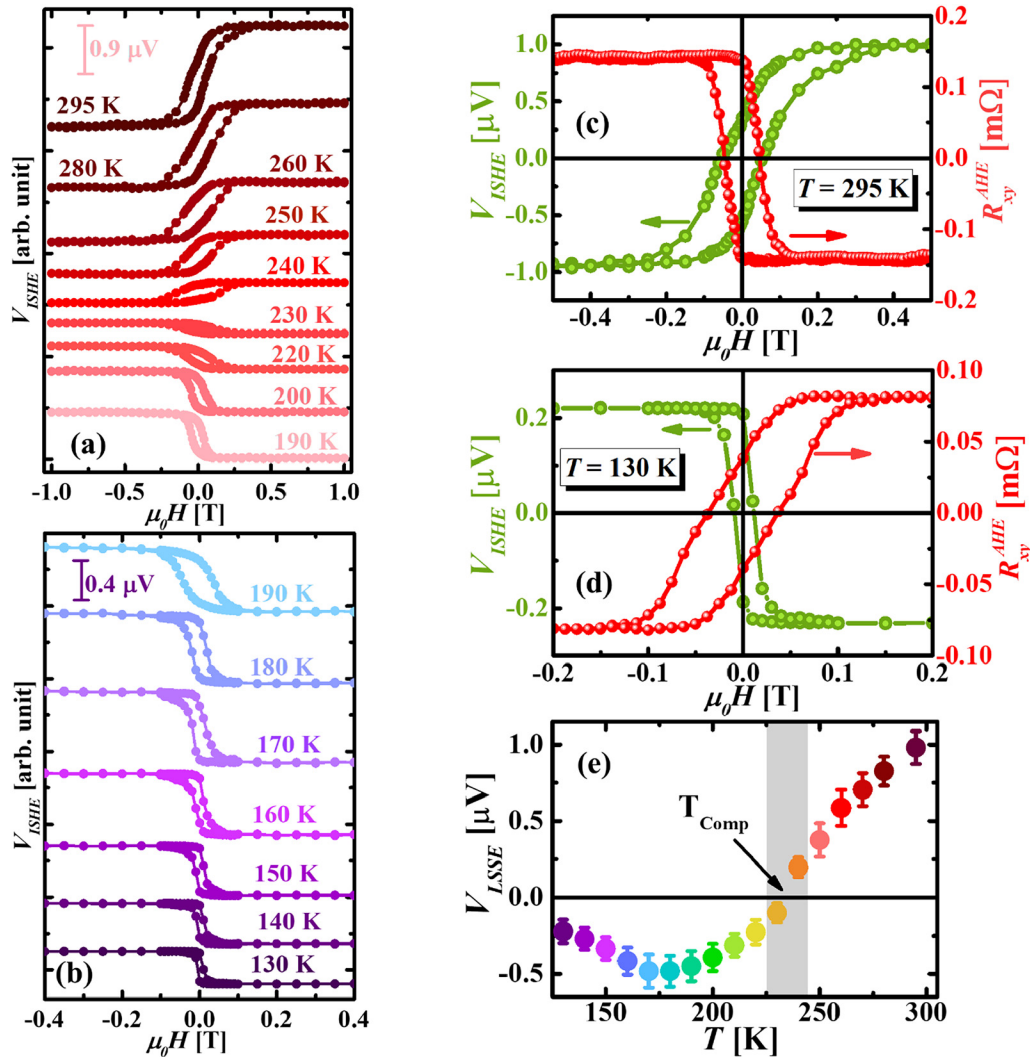 0.9 μV
295 K
280 K
260 K
250 K
240 K
230 K
220 K
200 K
190 K
(a)
V_ISHE [arb. unit]
-1.0 -0.5 0.0 0.5 1.0
μ₀H [T]
0.4 μV
190 K
180 K
170 K
160 K
150 K
140 K
130 K
(b)
V_ISHE [arb. unit]
-0.4 -0.2 0.0 0.2 0.4
μ₀H [T]
(c)
T = 295 K
V_ISHE [μV]
1.0
0.5
0.0
-0.5
-1.0
R_xy^AHE [mΩ]
0.2
0.1
0
-0.1
-0.2
-0.4 -0.2 0.0 0.2 0.4
μ₀H [T]
(d)
T = 130 K
V_ISHE [μV]
0.2
0.0
-0.2
R_xy^AHE [mΩ]
0.10
0.05
0.00
-0.05
-0.10
-0.2 -0.1 0.0 0.1 0.2
μ₀H [T]
(e)
T_Comp
V_LSSE [μV]
1.0
0.5
0.0
-0.5
150 200 250 300
T [K]